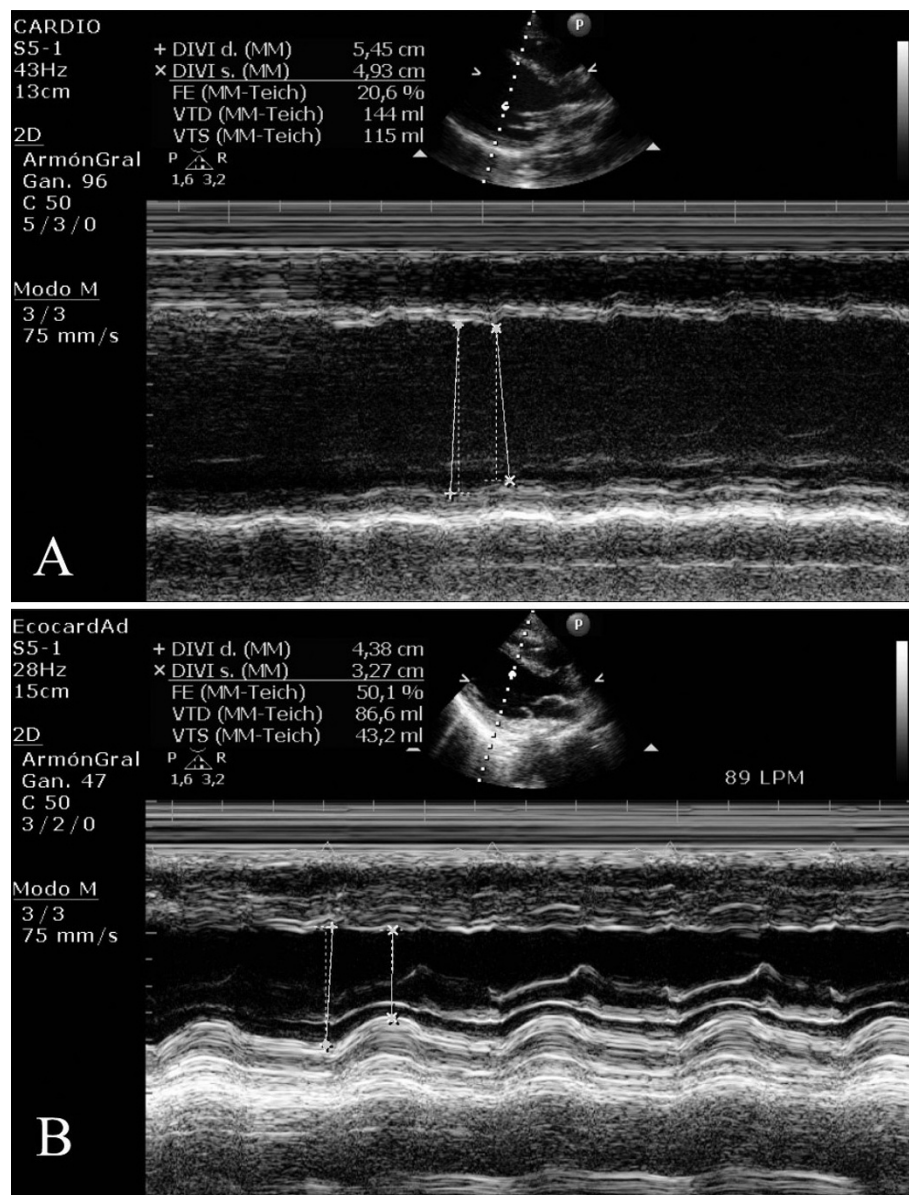 CARDIO
S5-1
43Hz
13cm
2D
ArmónGral
Gan. 96
C 50
5/3/0
Modo M
3/3
75 mm/s
+ DIVI d. (MM) 5,45 cm
× DIVI s. (MM) 4,93 cm
FE (MM-Teich) 20,6 %
VTD (MM-Teich) 144 ml
VTS (MM-Teich) 115 ml
P R
1,6 3,2
P
A
EcocardAd
S5-1
28Hz
15cm
2D
ArmónGral
Gan. 47
C 50
3/2/0
Modo M
3/3
75 mm/s
+ DIVI d. (MM) 4,38 cm
× DIVI s. (MM) 3,27 cm
FE (MM-Teich) 50,1 %
VTD (MM-Teich) 86,6 ml
VTS (MM-Teich) 43,2 ml
P R
1,6 3,2
P
89 LPM
B